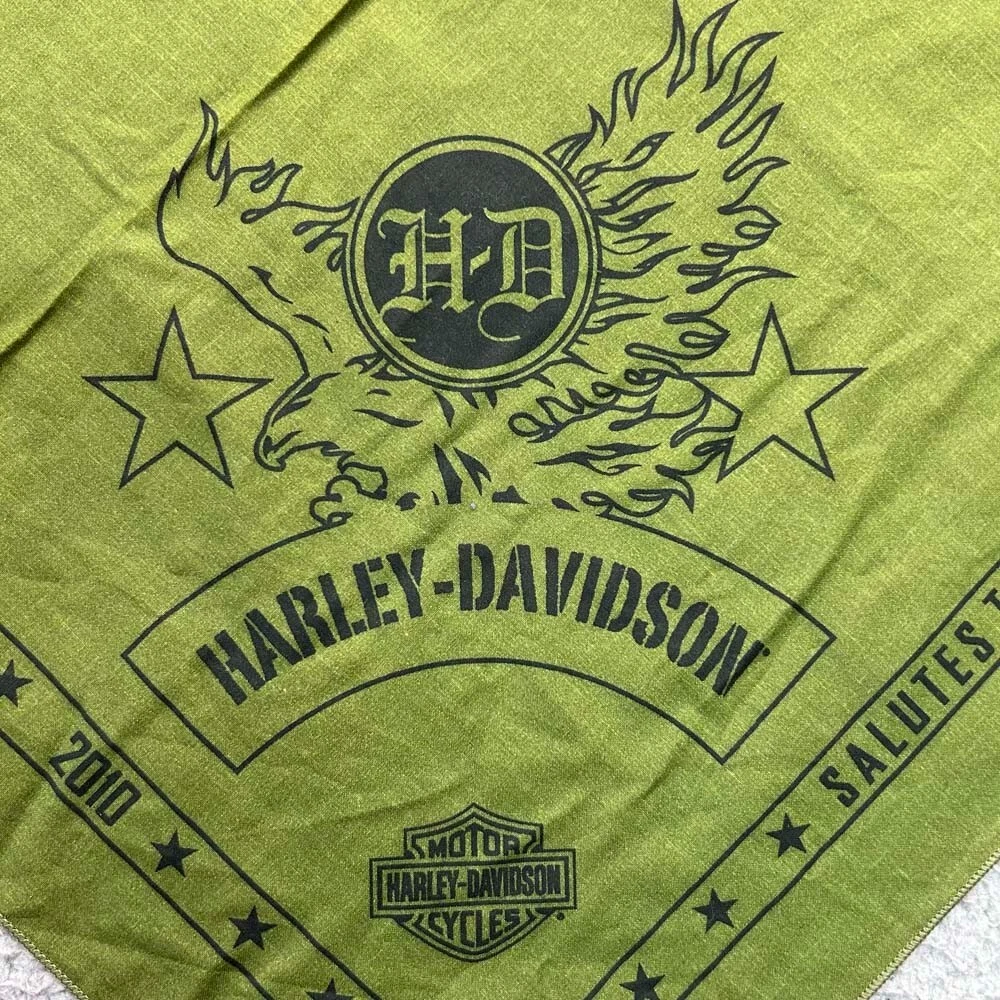 H-D
HARLEY-DAVIDSON
2010
SALUTES
MOTOR
HARLEY-DAVIDSON
CYCLES